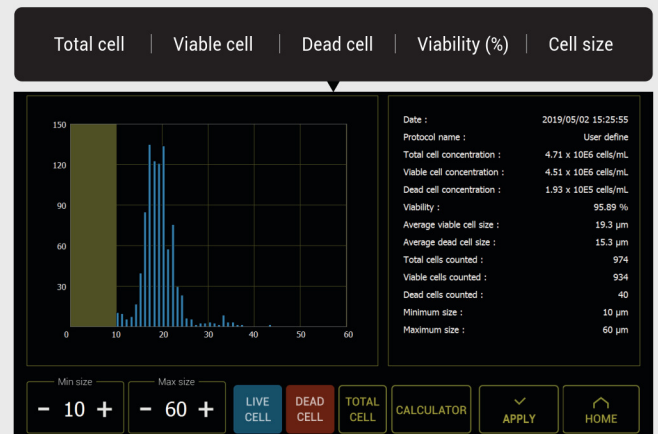 Total cell | Viable cell | Dead cell | Viability (%) | Cell size
150
120
90
60
30
0 10 20 30 40 50 60
Date : 2019/05/02 15:25:55
Protocol name : User define
Total cell concentration : 4.71 x 10E6 cells/mL
Viable cell concentration : 4.51 x 10E6 cells/mL
Dead cell concentration : 1.93 x 10E5 cells/mL
Viability : 95.89 %
Average viable cell size : 19.3 μm
Average dead cell size : 15.3 μm
Total cells counted : 974
Viable cells counted : 934
Dead cells counted : 40
Minimum size : 10 μm
Maximum size : 60 μm
Min size
- 10 +
Max size
- 60 +
LIVE
CELL
DEAD
CELL
TOTAL
CELL
CALCULATOR
APPLY
HOME